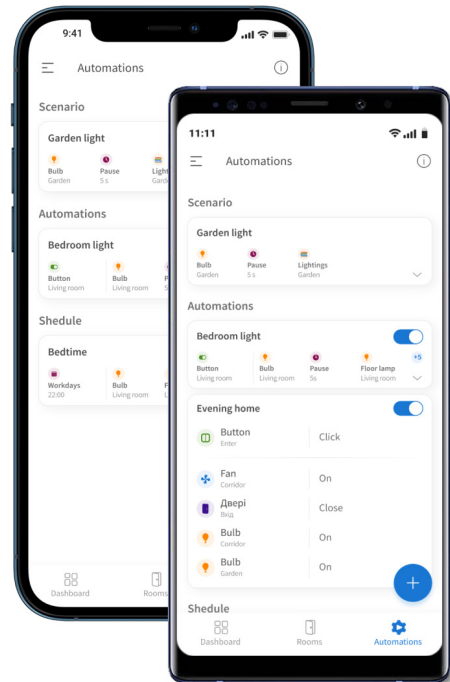 9:41
Automations
Scenario
Garden light
Bulb Pause
Garden 5 s
Automations
Bedroom light
Button Bulb
Living room Living room
Shedule
Bedtime
Workdays Bulb
22:00 Living room
Dashboard Rooms
11:11
Automations
Scenario
Garden light
Bulb Pause Lightings
Garden 5 s Garden
Automations
Bedroom light
+5
Button Bulb Pause Floor lamp
Living room Living room 5s Living room
Evening home
Button Click
Enter
Fan On
Corridor
Двері Close
Вхід
Bulb On
Corridor
Bulb On
Garden
Shedule
Dashboard Rooms Automations